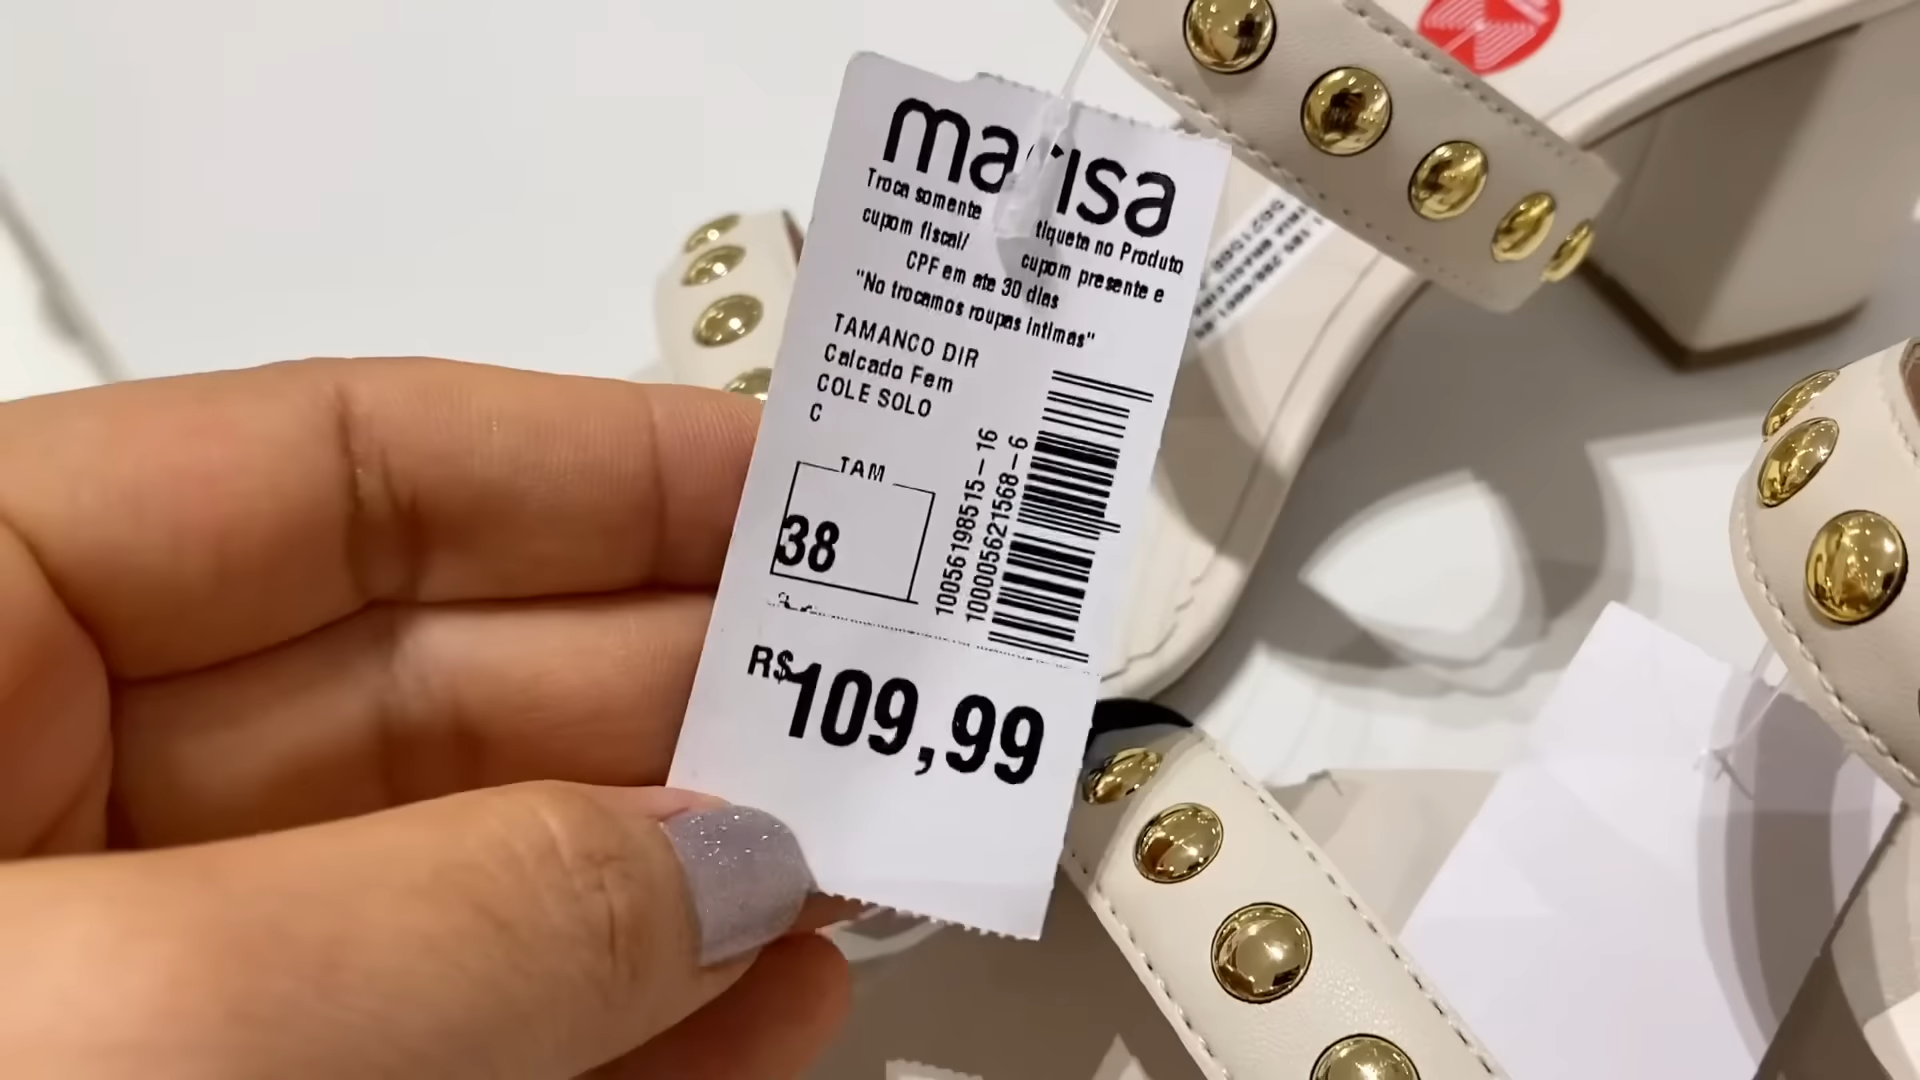 marisa
Troca somente tiqueta no Produto
cupom fiscal/ cupom presente e
CPF em ate 30 dias
"No trocamos roupas intimas"
TAMANCO DIR
Calcado Fem
COLE SOLO
C
TAM
38
10056198515-16
100005621568-6
R$109,99